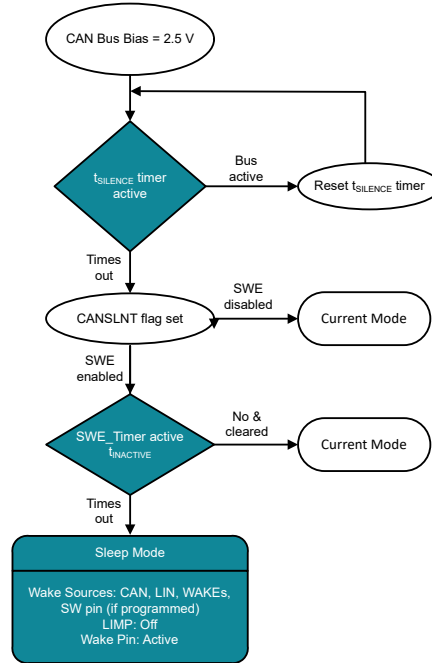 CAN Bus Bias = 2.5 V
tSILENCE timer
active
Bus
active
Reset tSILENCE timer
Times
out
CANSLNT flag set
SWE
disabled
Current Mode
SWE
enabled
SWE_Timer active
tINACTIVE
No &
cleared
Current Mode
Times
out
Sleep Mode
Wake Sources: CAN, LIN, WAKEs,
SW pin (if programmed)
LIMP: Off
Wake Pin: Active